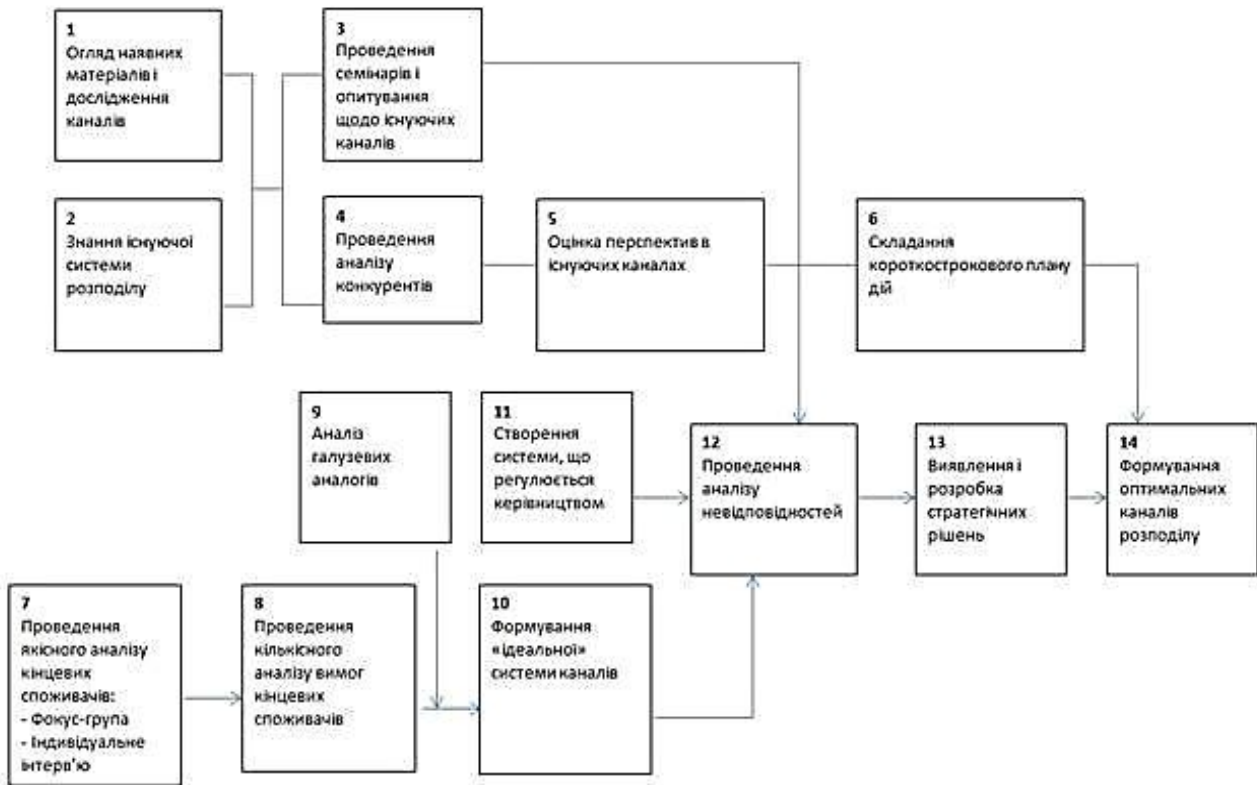 1
Огляд наявних
матеріалів і
дослідження
каналів
2
Знання існуючої
системи
розподілу
3
Проведення
семінарів і
опитування
щодо існуючих
каналів
4
Проведення
аналізу
конкурентів
5
Оцінка перспектив в
існуючих каналах
6
Складання
короткострокового плану
дій
7
Проведення
якісного аналізу
кінцевих
споживачів:
- Фокус-група
- Індивідуальне
інтерв'ю
8
Проведення
кількісного
аналізу вимог
кінцевих
споживачів
9
Аналіз
галузевих
аналогів
10
Формування
«ідеальної»
системи каналів
11
Створення
системи, що
регулюється
керівництвом
12
Проведення
аналізу
невідповідностей
13
Виявлення і
розробка
стратегічних
рішень
14
Формування
оптимальних
каналів
розподілу